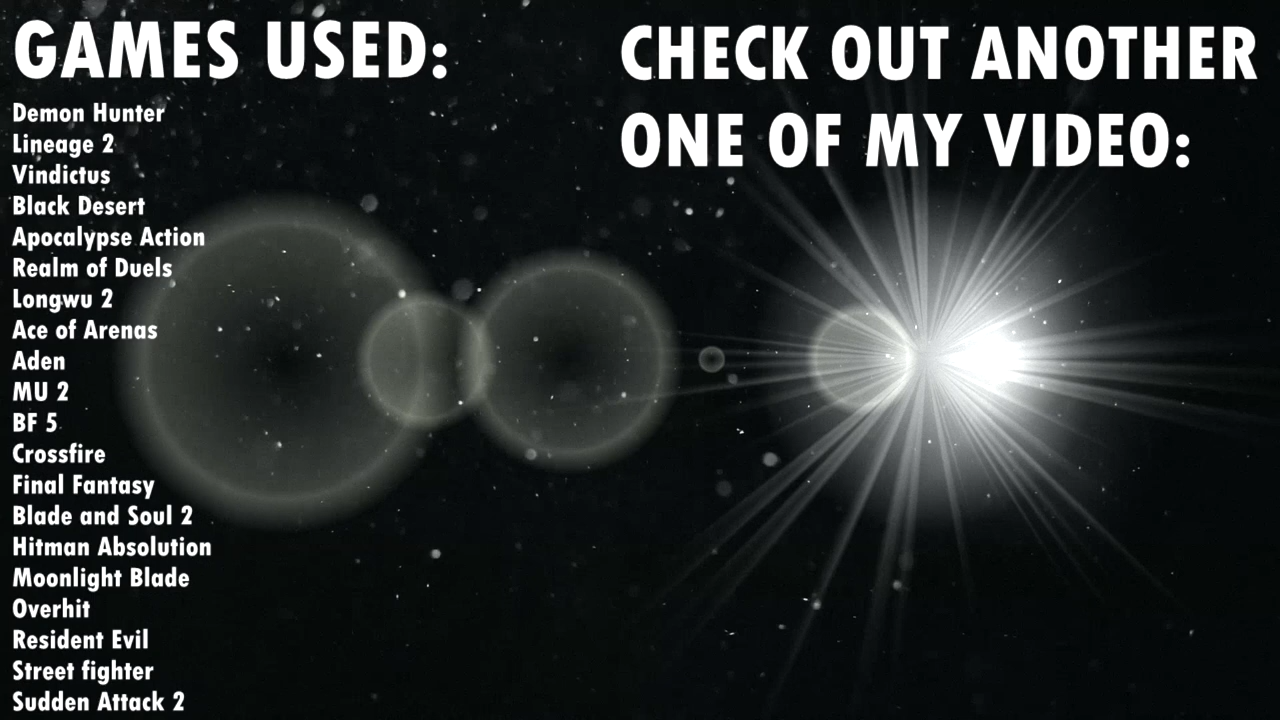 GAMES USED:
Demon Hunter
Lineage 2
Vindictus
Black Desert
Apocalypse Action
Realm of Duels
Longwu 2
Ace of Arenas
Aden
MU 2
BF 5
Crossfire
Final Fantasy
Blade and Soul 2
Hitman Absolution
Moonlight Blade
Overhit
Resident Evil
Street fighter
Sudden Attack 2
CHECK OUT ANOTHER
ONE OF MY VIDEO: